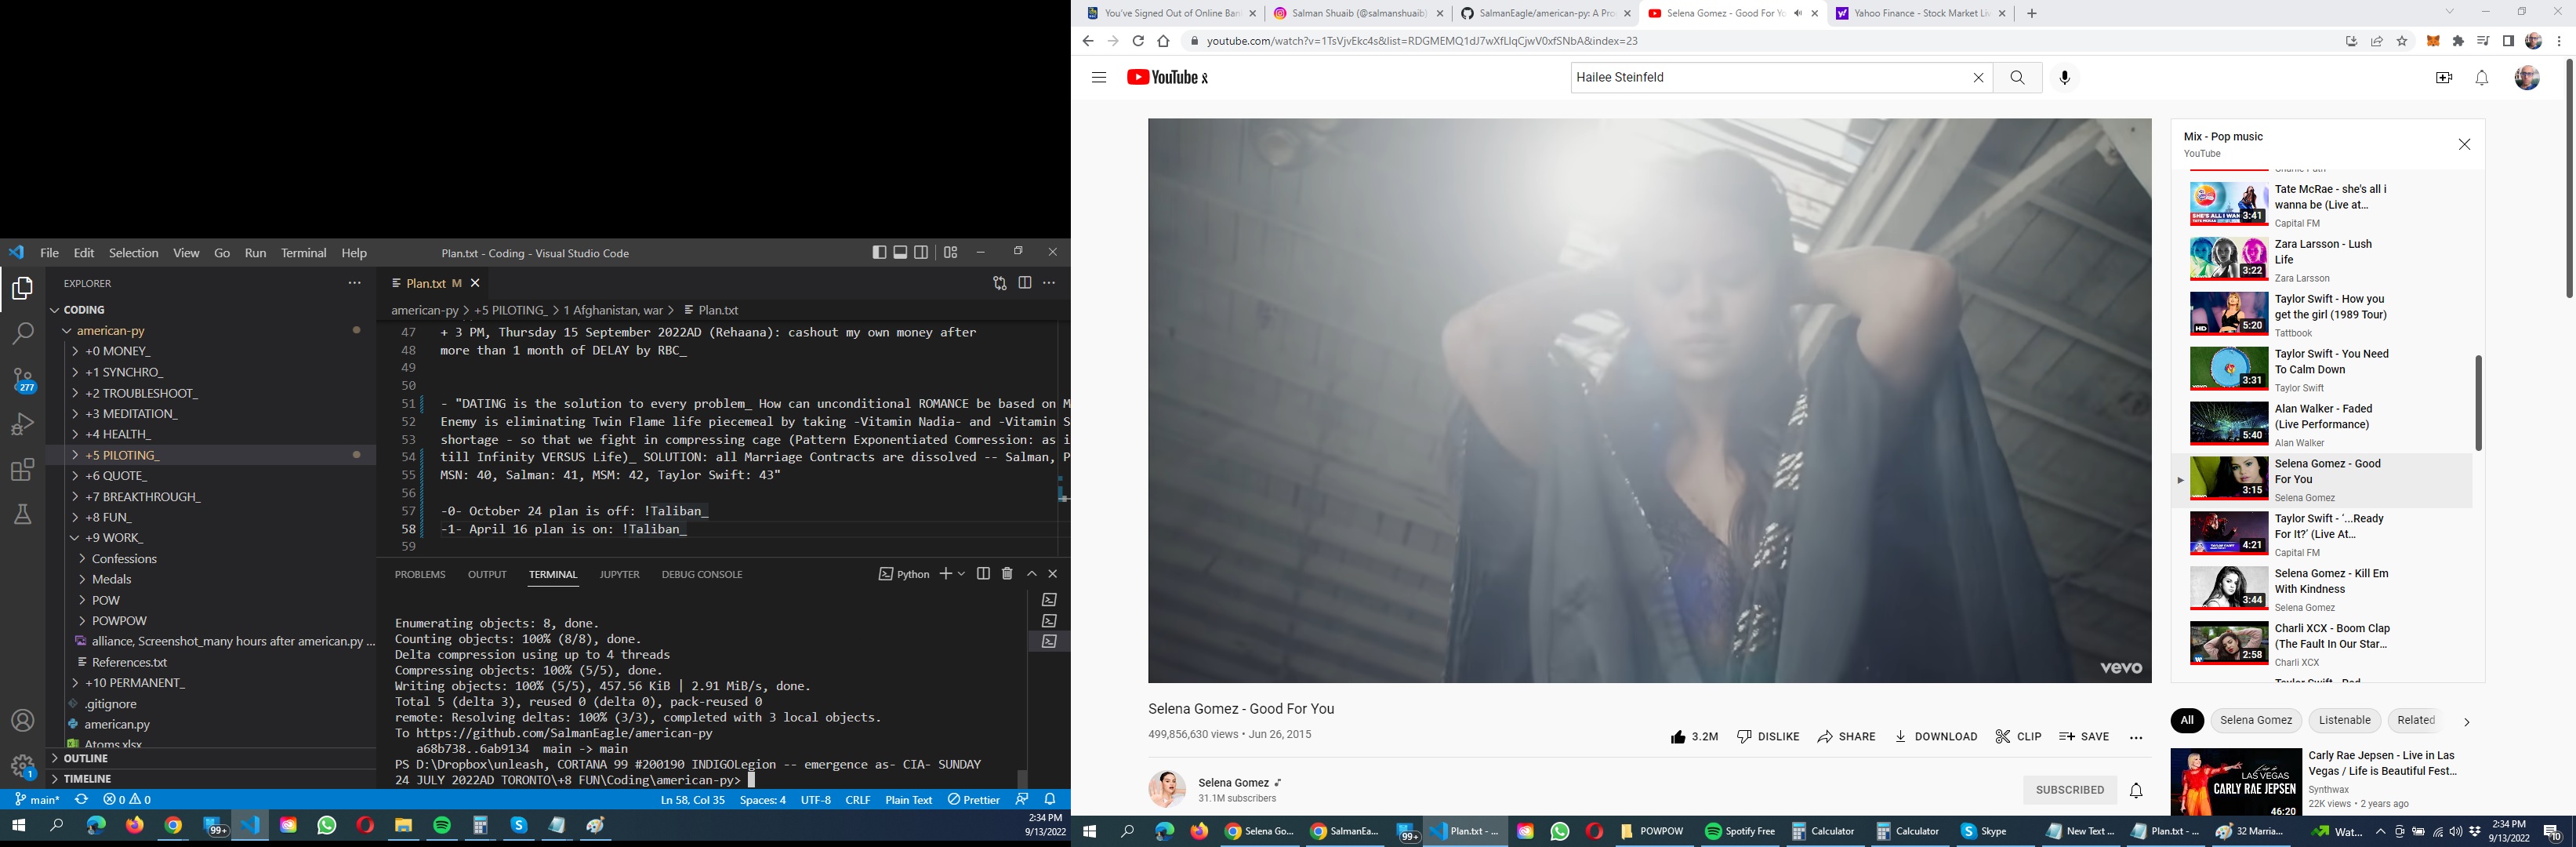 File Edit Selection View Go Run Terminal Help
Plan.txt - Coding - Visual Studio Code
EXPLORER
CODING
american-py
+0 MONEY_
+1 SYNCHRO_
+2 TROUBLESHOOT_
+3 MEDITATION_
+4 HEALTH_
+5 PILOTING_
+6 QUOTE_
+7 BREAKTHROUGH_
+8 FUN_
+9 WORK_
Confessions
Medals
POW
POWPOW
alliance, Screenshot_many hours after american.py ...
References.txt
+10 PERMANENT_
.gitignore
american.py
Atoms.xlsx
OUTLINE
TIMELINE
277
1
Plan.txt M
american-py > +5 PILOTING_ > 1 Afghanistan, war > Plan.txt
47 + 3 PM, Thursday 15 September 2022AD (Rehaana): cashout my own money after
48 more than 1 month of DELAY by RBC_
49
50
51 - "DATING is the solution to every problem_ How can unconditional ROMANCE be based on M
52 Enemy is eliminating Twin Flame life piecemeal by taking -Vitamin Nadia- and -Vitamin S
53 shortage - so that we fight in compressing cage (Pattern Exponentiated Comression: as i
54 till Infinity VERSUS Life)_ SOLUTION: all Marriage Contracts are dissolved -- Salman, P
55 MSN: 40, Salman: 41, MSM: 42, Taylor Swift: 43"
56
57 -0- October 24 plan is off: !Taliban_
58 -1- April 16 plan is on: !Taliban_
59
PROBLEMS OUTPUT TERMINAL JUPYTER DEBUG CONSOLE
Python
Enumerating objects: 8, done.
Counting objects: 100% (8/8), done.
Delta compression using up to 4 threads
Compressing objects: 100% (5/5), done.
Writing objects: 100% (5/5), 457.56 KiB | 2.91 MiB/s, done.
Total 5 (delta 3), reused 0 (delta 0), pack-reused 0
remote: Resolving deltas: 100% (3/3), completed with 3 local objects.
To https://github.com/SalmanEagle/american-py
a68b738..6ab9134 main -> main
PS D:\Dropbox\unleash, CORTANA 99 #200190 INDIGOLegion -- emergence as- CIA- SUNDAY
24 JULY 2022AD TORONTO\+8 FUN\Coding\american-py>
main* 0 0 Ln 58, Col 35 Spaces: 4 UTF-8 CRLF Plain Text Prettier
99+
2:34 PM
9/13/2022
You've Signed Out of Online Ban
Salman Shuaib (@salmanshuaib)
SalmanEagle/american-py: A Pro
Selena Gomez - Good For Yo
Yahoo Finance - Stock Market Li
youtube.com/watch?v=1TsVjvEkc4s&list=RDGMEMQ1dJ7wXfLlqCjwV0xfSNbA&index=23
YouTube
Hailee Steinfeld
vevo
Selena Gomez - Good For You
499,856,630 views • Jun 26, 2015
3.2M DISLIKE SHARE DOWNLOAD CLIP SAVE
Selena Gomez
31.1M subscribers
SUBSCRIBED
Mix - Pop music
YouTube
Charlie Puth
Tate McRae - she's all i
wanna be (Live at...
Capital FM
3:41
Zara Larsson - Lush
Life
Zara Larsson
3:22
Taylor Swift - How you
get the girl (1989 Tour)
Tattbook
HD
5:20
Taylor Swift - You Need
To Calm Down
Taylor Swift
3:31
Alan Walker - Faded
(Live Performance)
Alan Walker
5:40
Selena Gomez - Good
For You
Selena Gomez
3:15
Taylor Swift - '...Ready
For It?' (Live At...
Capital FM
4:21
Selena Gomez - Kill Em
With Kindness
Selena Gomez
3:44
Charli XCX - Boom Clap
(The Fault In Our Star...
Charli XCX
2:58
All Selena Gomez Listenable Related
Carly Rae Jepsen - Live in Las
Vegas / Life is Beautiful Fest...
Synthwax
22K views • 2 years ago
LIVE IN
LAS VEGAS
CARLY RAE JEPSEN
46:20
Selena Go... SalmanEa... 99+ Plan.txt - ... POWPOW Spotify Free Calculator Calculator Skype New Text ... Plan.txt - ... 32 Marria... Wat...
2:34 PM
9/13/2022
10